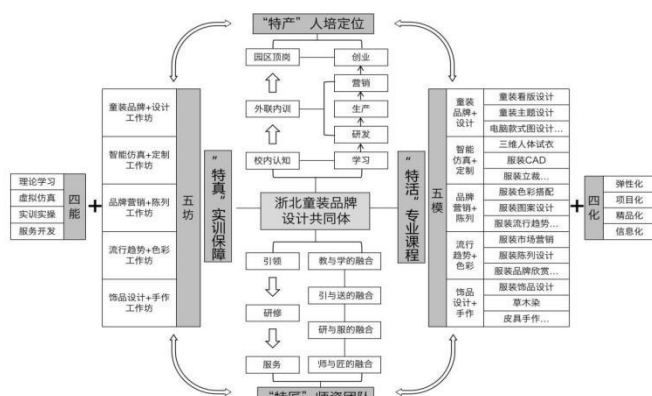 “特产”人培定位
园区顶岗
创业
营销
外联内训
生产
研发
校内认知
学习
理论学习
虚拟仿真
实训实操
服务开发
四能
+
童装品牌+设计
工作坊
智能仿真+定制
工作坊
品牌营销+陈列
工作坊
流行趋势+色彩
工作坊
饰品设计+手作
工作坊
五坊
“特真”实训保障
浙北童装品牌
设计共同体
“特活”专业课程
五模
童装
品牌+
设计
童装看版设计
童装主题设计
电脑款式图设计…
智能
仿真+
定制
三维人体试衣
服装CAD
服装立裁…
品牌
营销+
陈列
服装色彩搭配
服装图案设计
服装流行趋势…
流行
趋势+
色彩
服装市场营销
服装陈列设计
服装品牌欣赏…
饰品
设计+
手作
服装饰品设计
草木染
皮具手作…
+
四化
弹性化
项目化
精品化
信息化
引领
教与学的融合
引与送的融合
研修
研与服的融合
服务
师与匠的融合
“特匠”师资团队